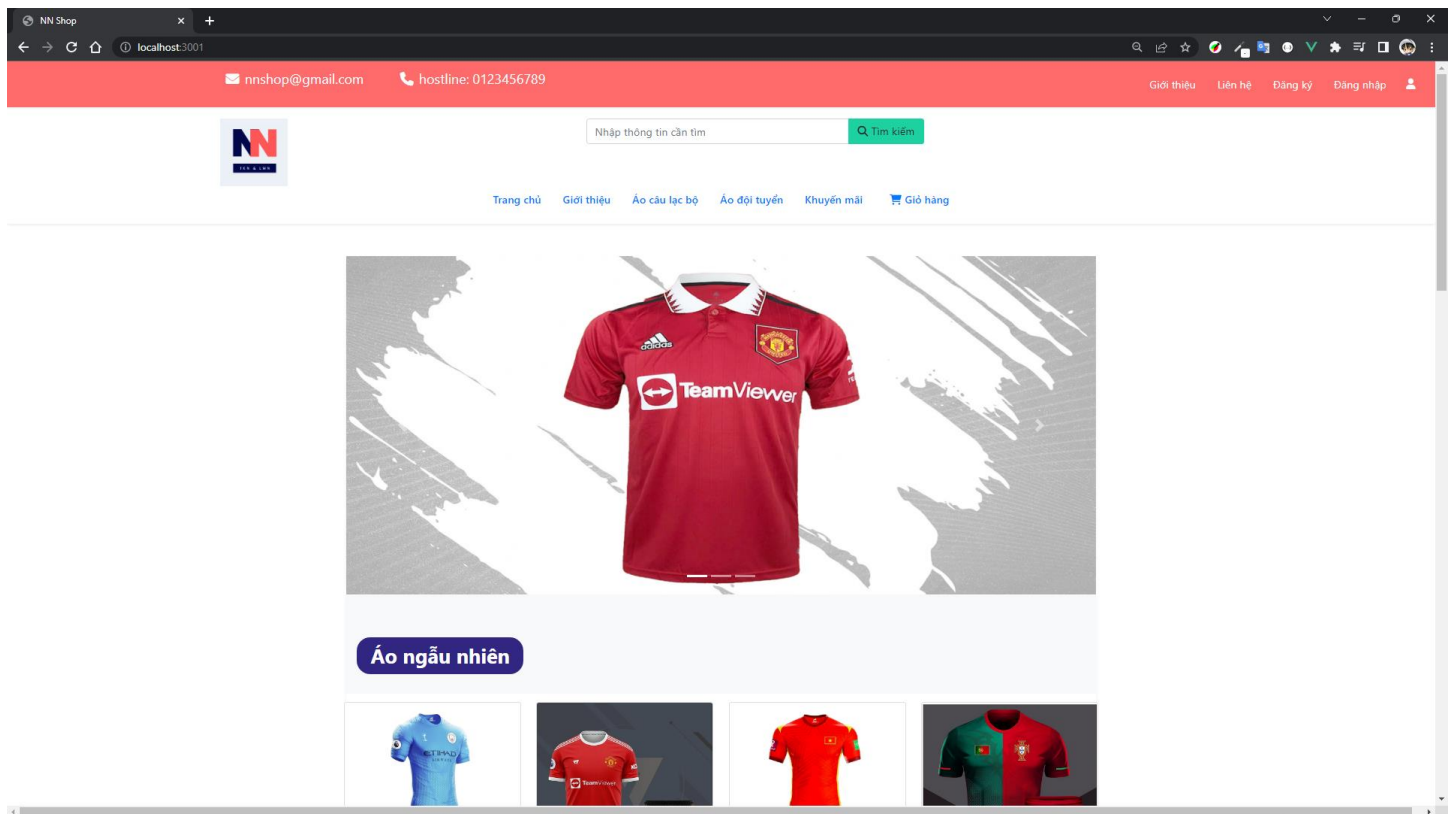 NN Shop
localhost:3001
nnshop@gmail.com hostline: 0123456789
Giới thiệu Liên hệ Đăng ký Đăng nhập
NN
Nhập thông tin cần tìm Tìm kiếm
Trang chủ Giới thiệu Áo câu lạc bộ Áo đội tuyển Khuyến mãi Giỏ hàng
adidas
TeamViewer
Áo ngẫu nhiên
ETIHAD
TeamViewer